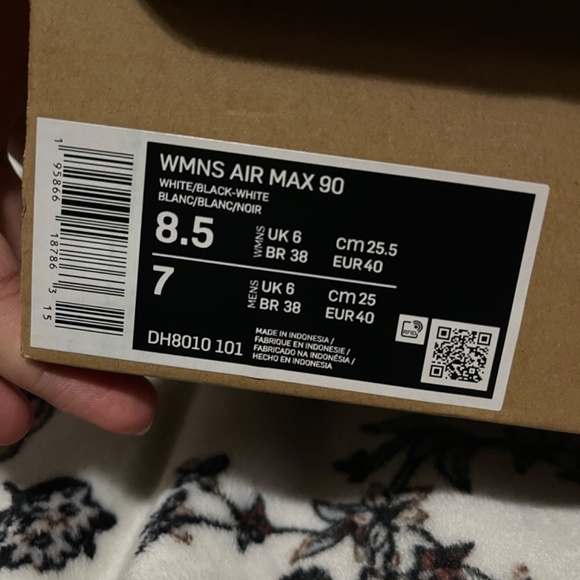 WMNS AIR MAX 90
WHITE/BLACK-WHITE
BLANC/BLANC/NOIR
8.5
WMNS
UK 6
BR 38
cm 25.5
EUR 40
7
MENS
UK 6
BR 38
cm 25
EUR 40
DH8010 101
MADE IN INDONESIA /
FABRIQUE EN INDONESIE /
FABRICADO NA INDONÉSIA /
HECHO EN INDONESIA
RFID
1 95866 18786 3 15